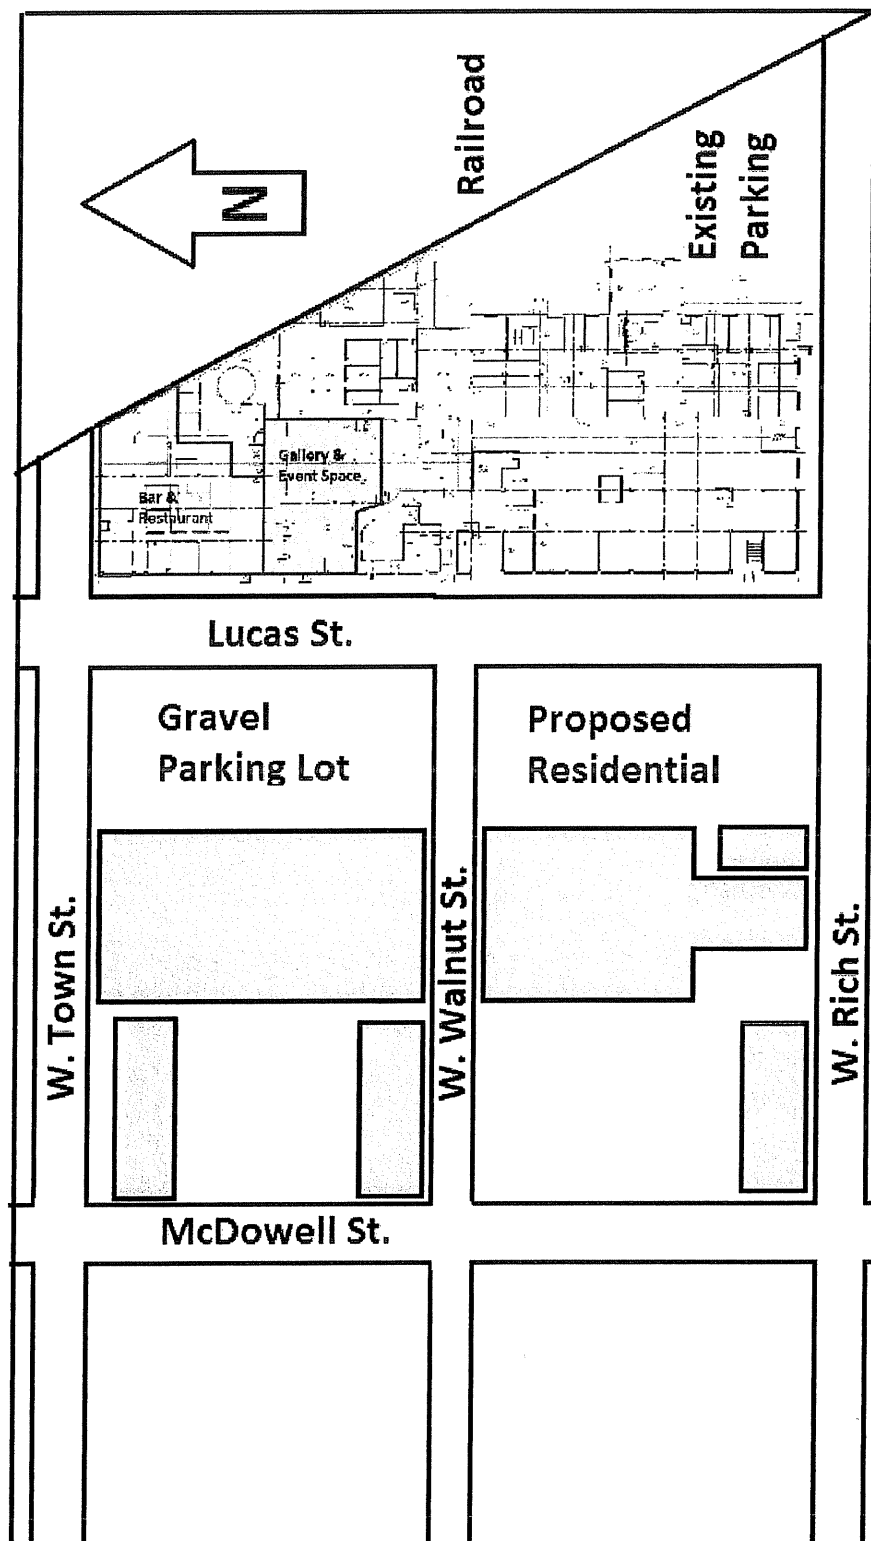 Railroad
N
Existing
Parking
Gallery &
Event Space
Bar &
Restaurant
Lucas St.
Gravel
Parking Lot
Proposed
Residential
W. Town St.
W. Walnut St.
W. Rich St.
McDowell St.